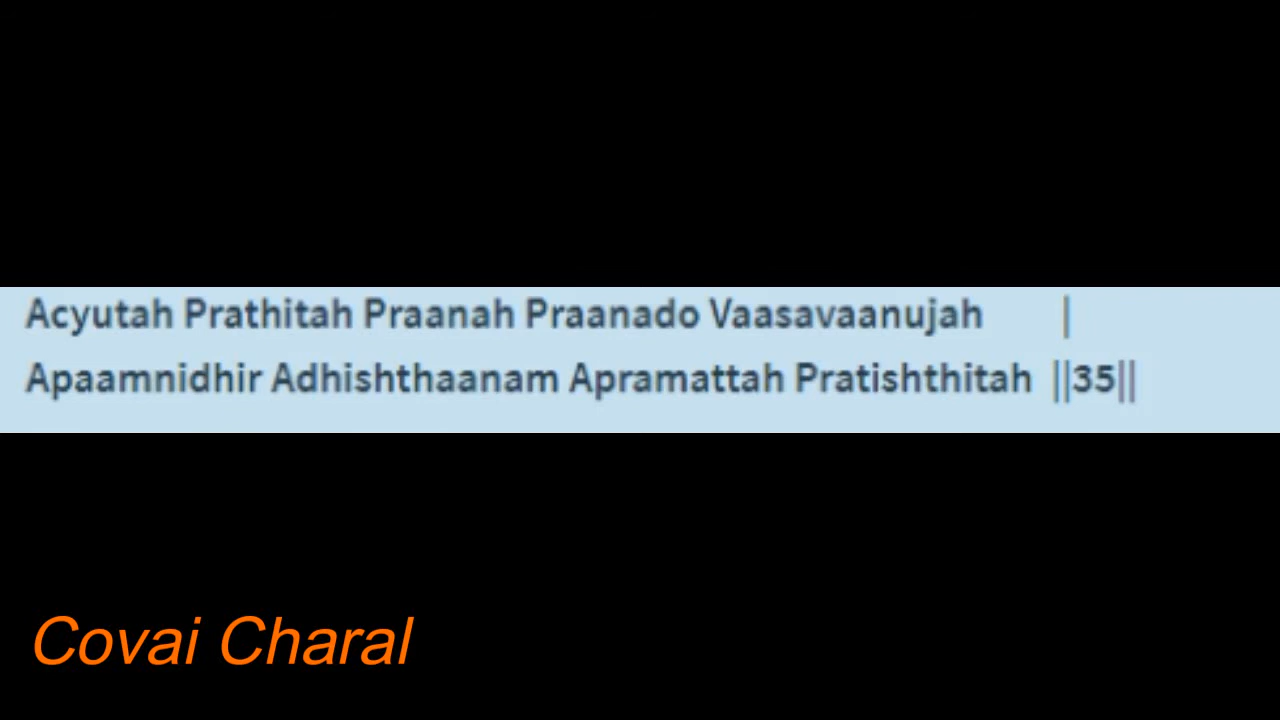 Acyutah Prathitah Praanah Praanado Vaasavaanujah |
Apaamnidhir Adhishthaanam Apramattah Pratishthitah ||35||
Covai Charal